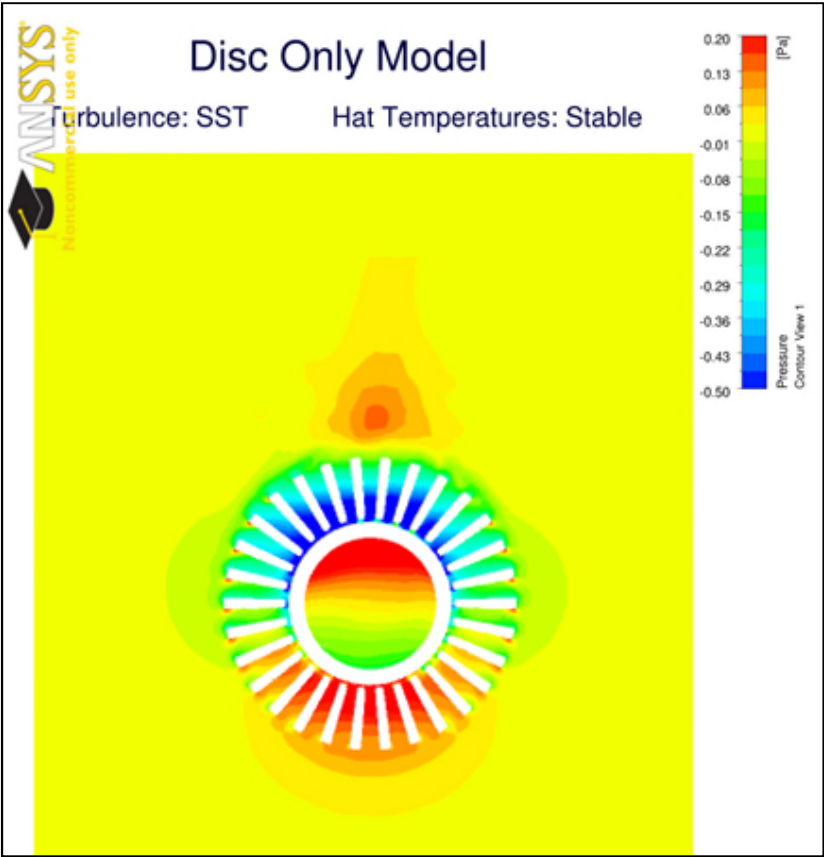 Disc Only Model
Turbulence: SST
Hat Temperatures: Stable
ANSYS
Noncommercial use only
0.20
0.13
0.06
-0.01
-0.08
-0.15
-0.22
-0.29
-0.36
-0.43
-0.50
[Pa]
Pressure
Contour View 1